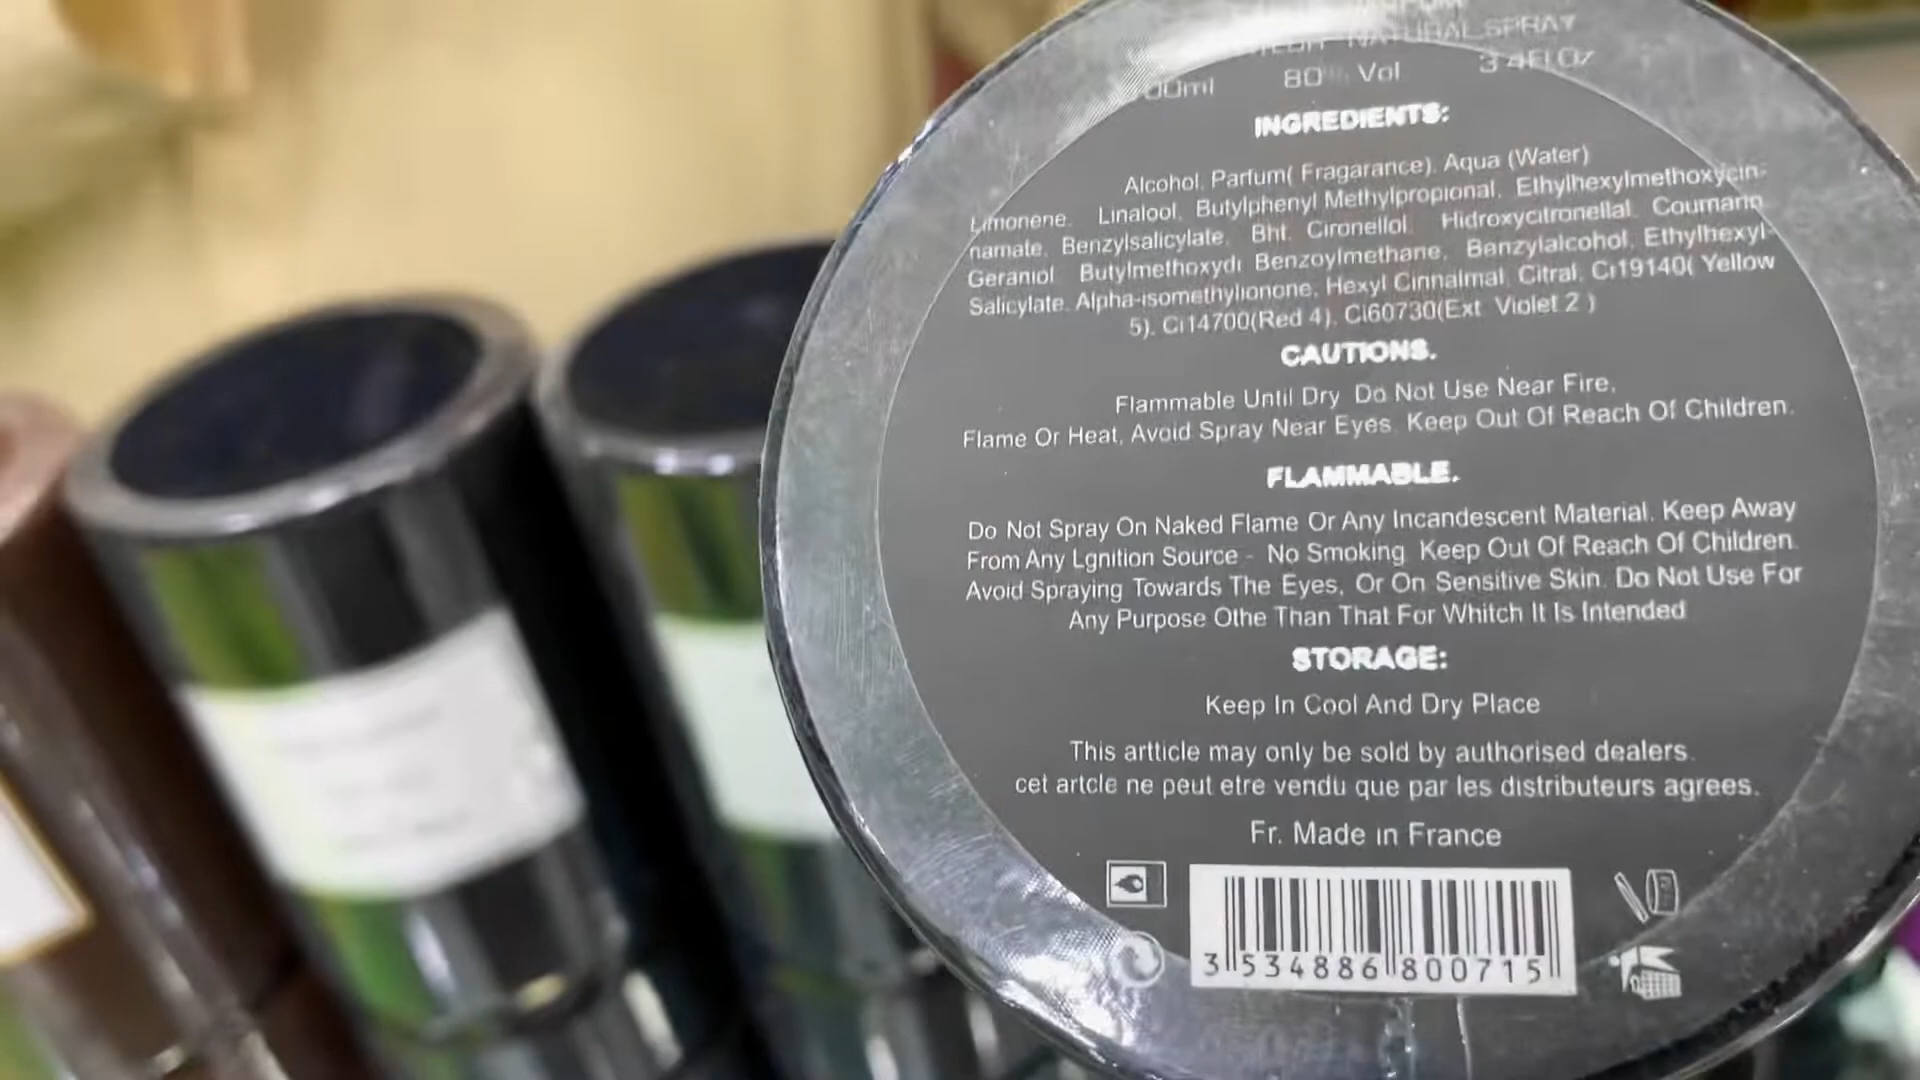 NATURAL SPRAY
80 Vol 3 4Fl Oz
INGREDIENTS:
Alcohol, Parfum( Fragarance), Aqua (Water)
Limonene, Linalool, Butylphenyl Methylpropional, Ethylhexylmethoxycin-
namate, Benzylsalicylate, Bht, Cironellol, Hidroxycitronellal, Coumarin
Geraniol Butylmethoxydi Benzoylmethane, Benzylalcohol, Ethylhexyl-
Salicylate, Alpha-isomethylionone, Hexyl Cinnalmal, Citral, Ci19140( Yellow
5), Ci14700(Red 4), Ci60730(Ext Violet 2 )
CAUTIONS.
Flammable Until Dry Do Not Use Near Fire,
Flame Or Heat, Avoid Spray Near Eyes Keep Out Of Reach Of Children.
FLAMMABLE.
Do Not Spray On Naked Flame Or Any Incandescent Material. Keep Away
From Any Lgnition Source - No Smoking Keep Out Of Reach Of Children.
Avoid Spraying Towards The Eyes, Or On Sensitive Skin. Do Not Use For
Any Purpose Othe Than That For Whitch It Is Intended
STORAGE:
Keep In Cool And Dry Place
This artticle may only be sold by authorised dealers.
cet artcle ne peut etre vendu que par les distributeurs agrees.
Fr. Made in France
3 534886 800715